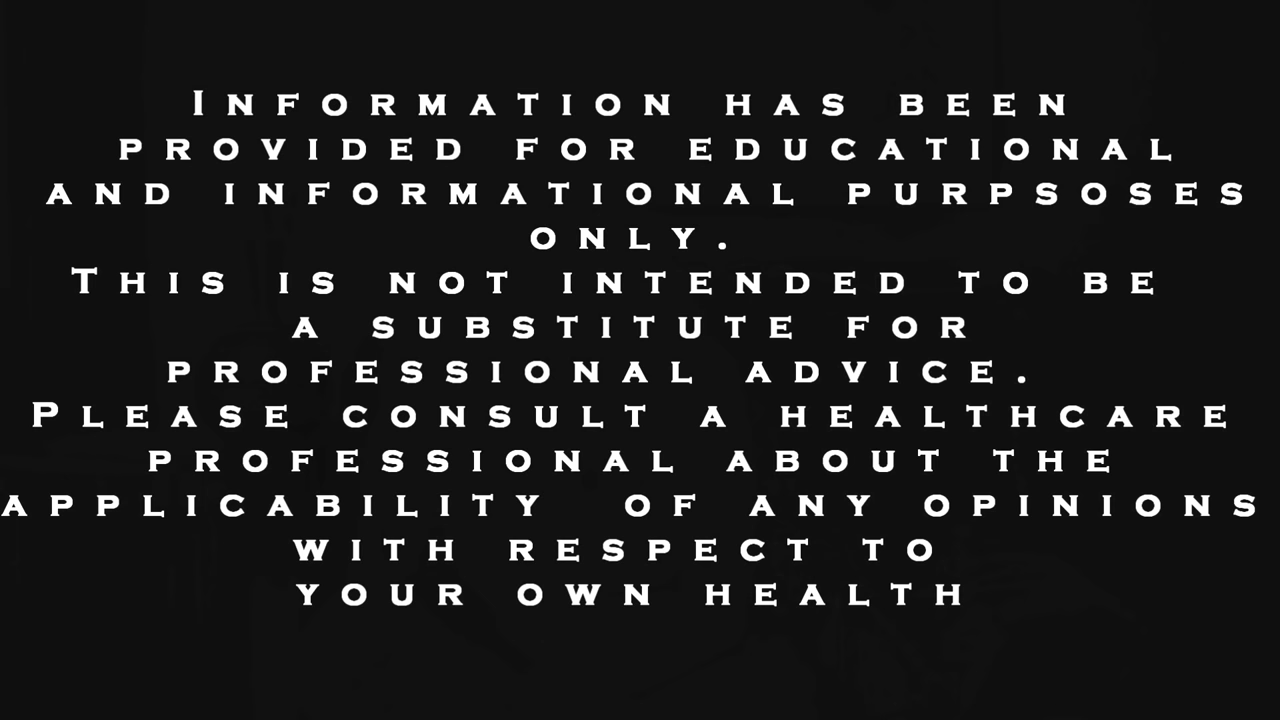 Information has been
provided for educational
and informational purpsoses
only.
This is not intended to be
a substitute for
professional advice.
Please consult a healthcare
professional about the
applicability of any opinions
with respect to
your own health